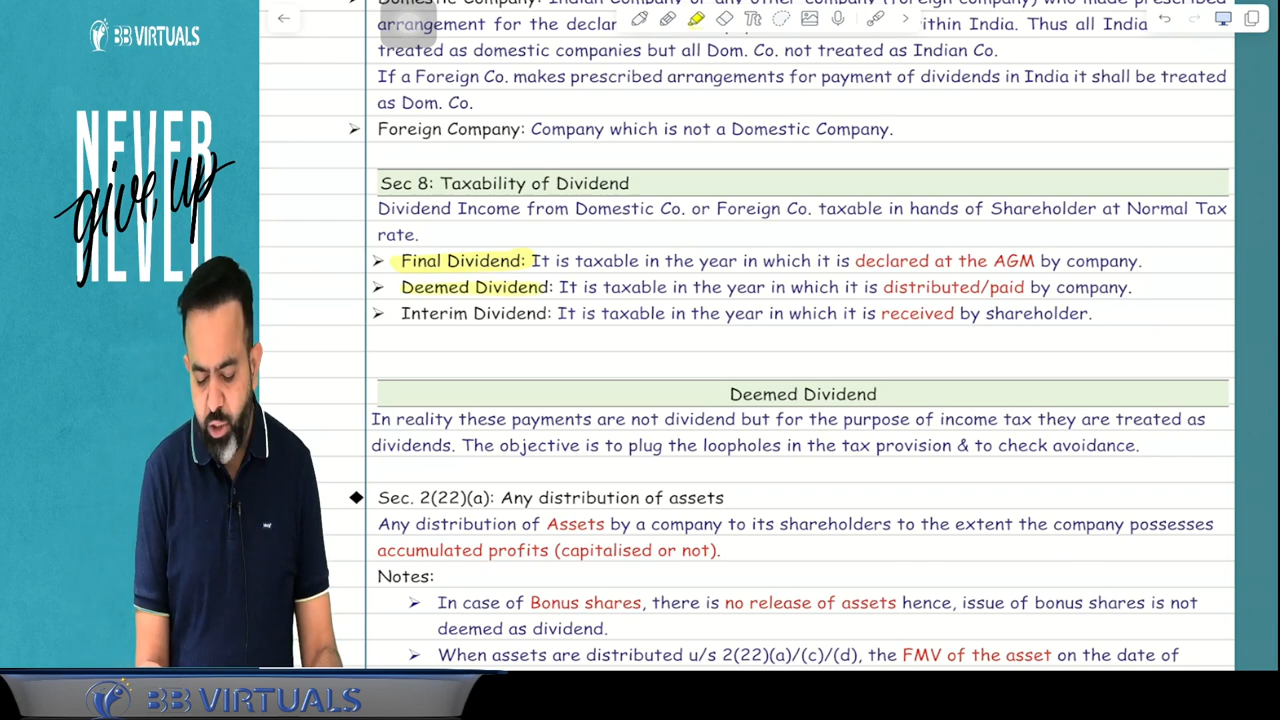 BB VIRTUALS
NEVER
give up
NEVER
arrangement for the declar
within India. Thus all India
treated as domestic companies but all Dom. Co. not treated as Indian Co.
If a Foreign Co. makes prescribed arrangements for payment of dividends in India it shall be treated
as Dom. Co.
➢ Foreign Company: Company which is not a Domestic Company.
Sec 8: Taxability of Dividend
Dividend Income from Domestic Co. or Foreign Co. taxable in hands of Shareholder at Normal Tax
rate.
➢ Final Dividend: It is taxable in the year in which it is declared at the AGM by company.
➢ Deemed Dividend: It is taxable in the year in which it is distributed/paid by company.
➢ Interim Dividend: It is taxable in the year in which it is received by shareholder.
Deemed Dividend
In reality these payments are not dividend but for the purpose of income tax they are treated as
dividends. The objective is to plug the loopholes in the tax provision & to check avoidance.
◆ Sec. 2(22)(a): Any distribution of assets
Any distribution of Assets by a company to its shareholders to the extent the company possesses
accumulated profits (capitalised or not).
Notes:
➢ In case of Bonus shares, there is no release of assets hence, issue of bonus shares is not
deemed as dividend.
➢ When assets are distributed u/s 2(22)(a)/(c)/(d), the FMV of the asset on the date of
BB VIRTUALS